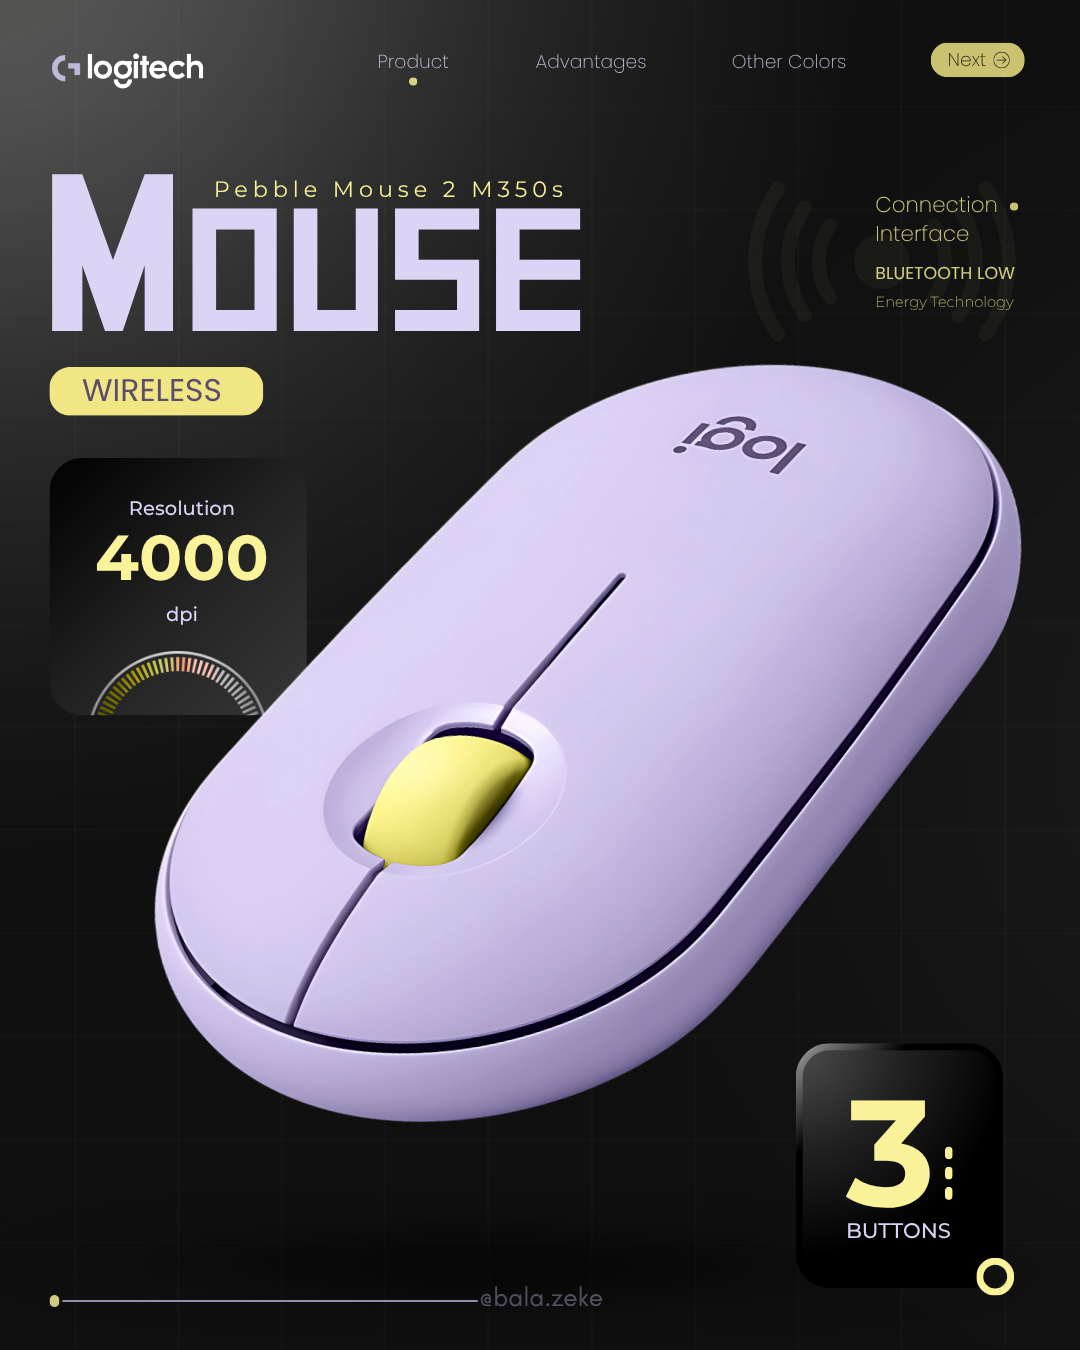 logitech
Product
Advantages
Other Colors
Next
Pebble Mouse 2 M350s
MOUSE
Connection
Interface
BLUETOOTH LOW
Energy Technology
WIRELESS
logi
Resolution
4000
dpi
3
BUTTONS
@bala.zeke